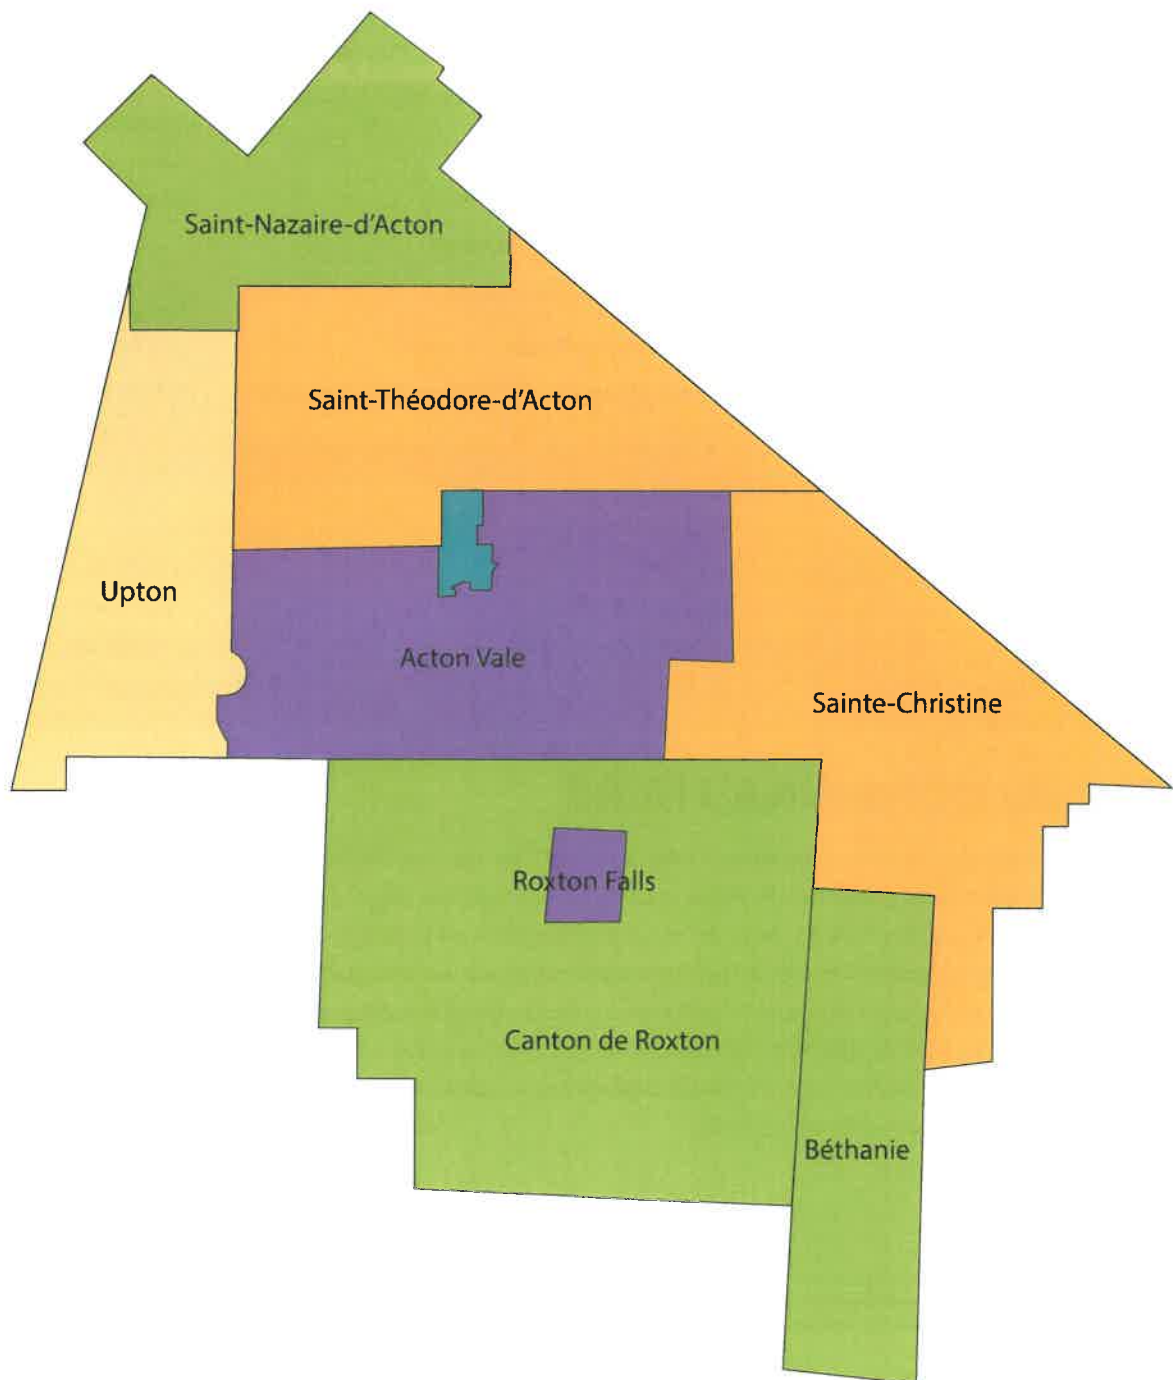 Saint-Nazaire-d'Acton
Saint-Théodore-d'Acton
Upton
Acton Vale
Sainte-Christine
Roxton Falls
Canton de Roxton
Béthanie